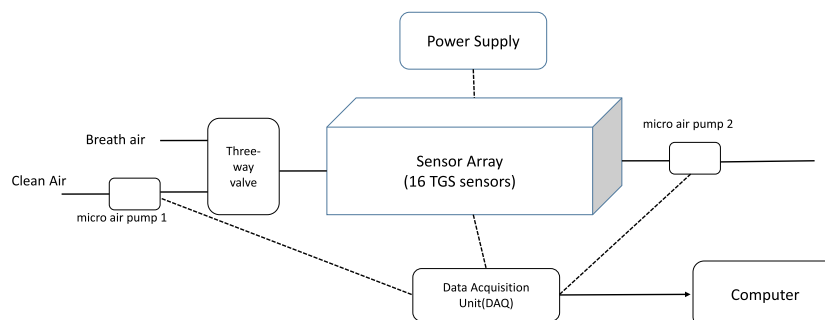 Power Supply
micro air pump 2
Breath air
Three-
way
valve
Sensor Array
(16 TGS sensors)
Clean Air
micro air pump 1
Data Acquisition
Unit(DAQ)
Computer